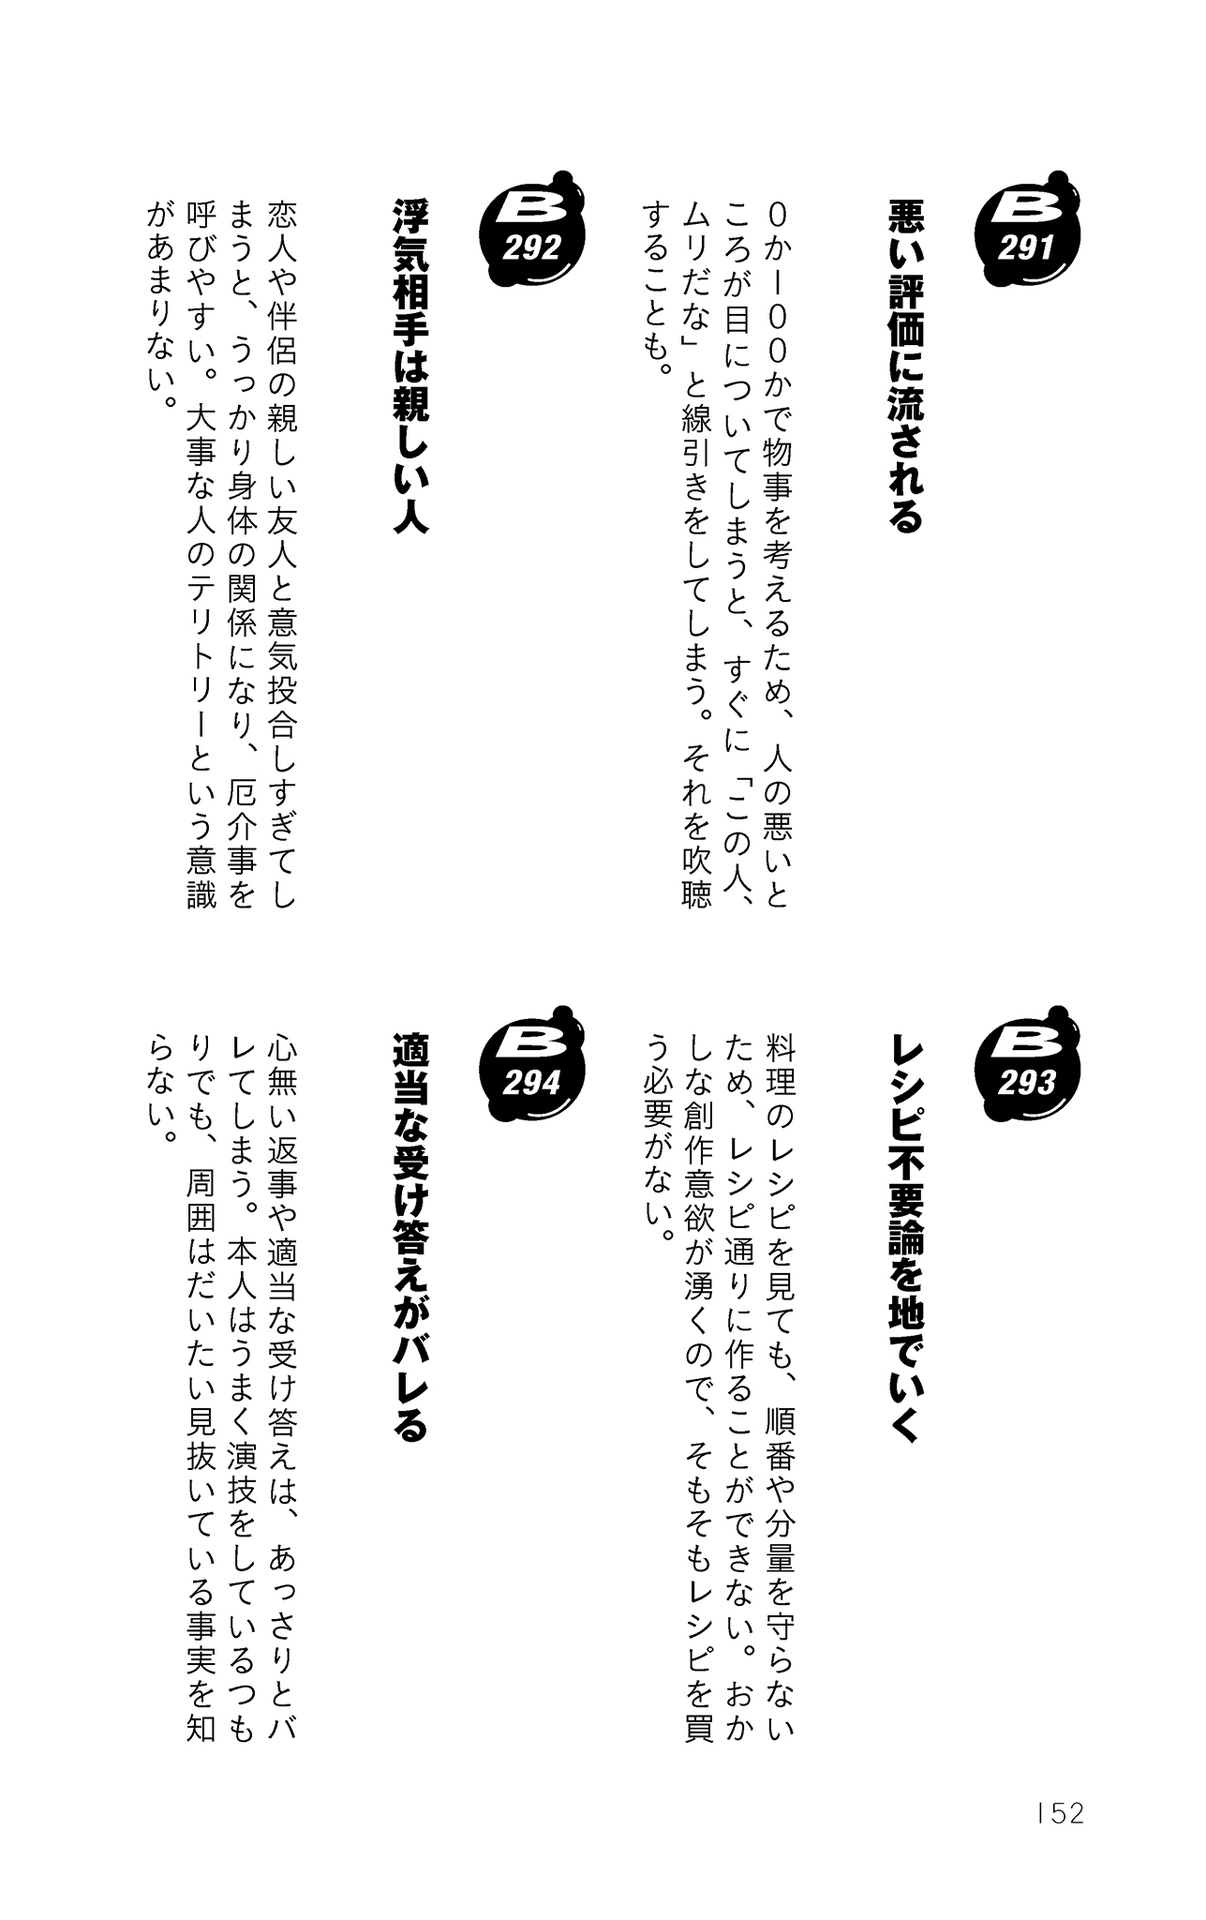 B
291
悪い評価に流される
0か100かで物事を考えるため、人の悪いと
ころが目についてしまうと、すぐに「この人、
ムリだな」と線引きをしてしまう。それを吹聴
することも。
B
292
浮気相手は親しい人
恋人や伴侶の親しい友人と意気投合しすぎてし
まうと、うっかり身体の関係になり、厄介事を
呼びやすい。大事な人のテリトリーという意識
があまりない。
B
293
レシピ不要論を地でいく
料理のレシピを見ても、順番や分量を守らない
ため、レシピ通りに作ることができない。おか
しな創作意欲が湧くので、そもそもレシピを買
う必要がない。
B
294
適当な受け答えがバレる
心無い返事や適当な受け答えは、あっさりとバ
レてしまう。本人はうまく演技をしているつも
りでも、周囲はだいたい見抜いている事実を知
らない。
152